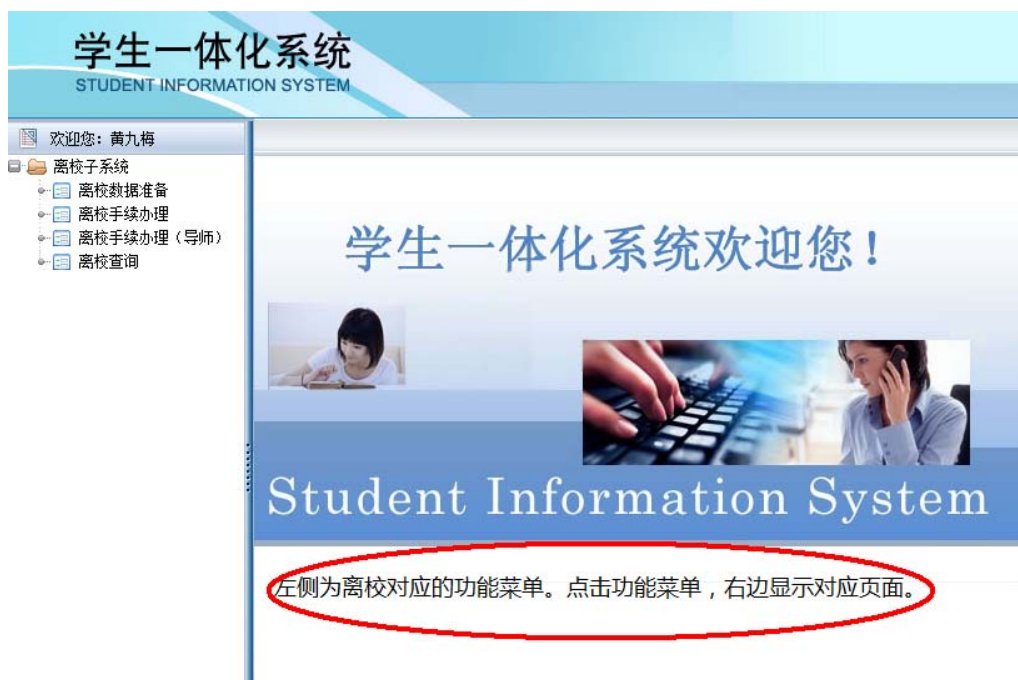 学生一体化系统
STUDENT INFORMATION SYSTEM
欢迎您：黄九梅
离校子系统
离校数据准备
离校手续办理
离校手续办理（导师）
离校查询
学生一体化系统欢迎您！
Student Information System
左侧为离校对应的功能菜单。点击功能菜单，右边显示对应页面。